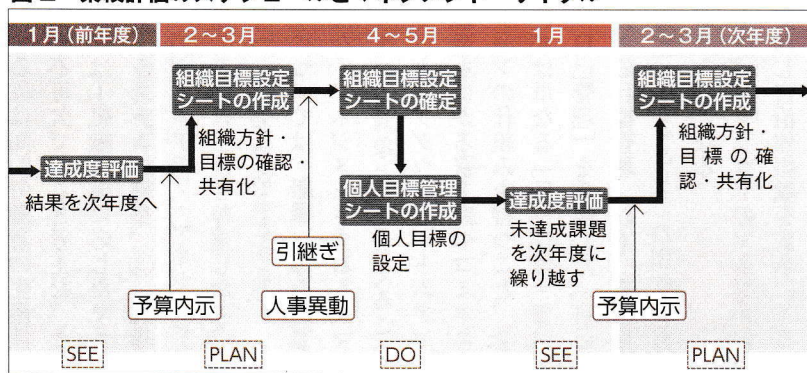 1月(前年度)
2~3月
4~5月
1月
2~3月(次年度)
組織目標設定
シートの作成
組織方針・
目標の確認・
共有化
組織目標設定
シートの確定
組織目標設定
シートの作成
組織方針・
目標の確
認・共有化
達成度評価
結果を次年度へ
個人目標管理
シートの作成
個人目標の
設定
達成度評価
未達成課題
を次年度に
繰り越す
引継ぎ
予算内示
人事異動
予算内示
SEE
PLAN
DO
SEE
PLAN